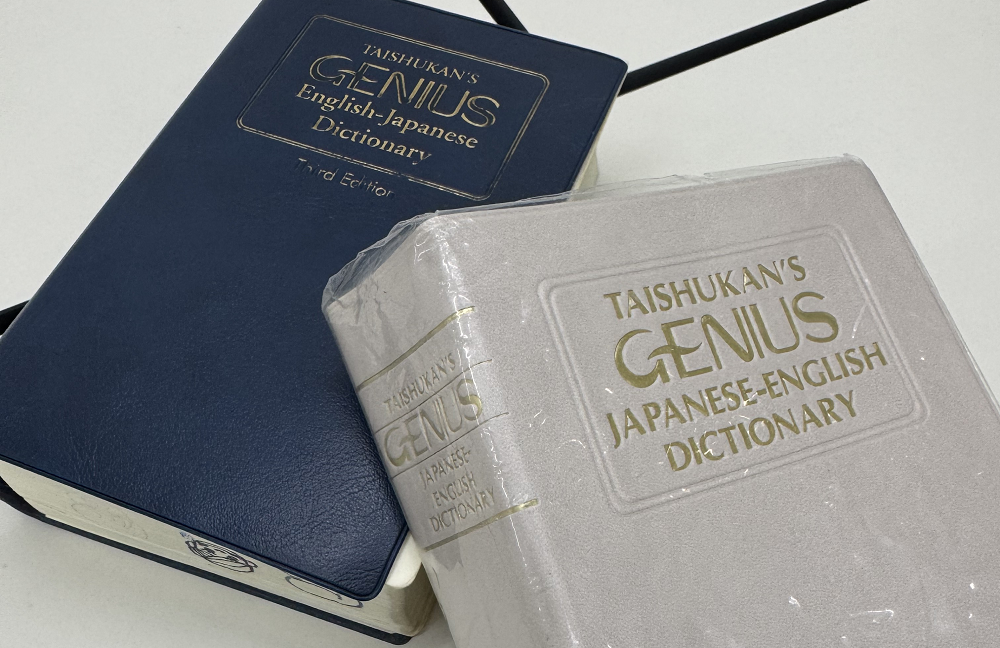 TAISHUKAN'S
GENIUS
English-Japanese
Dictionary
Third Edition
TAISHUKAN'S
GENIUS
JAPANESE-
ENGLISH
DICTIONARY
TAISHUKAN'S
GENIUS
JAPANESE-ENGLISH
DICTIONARY